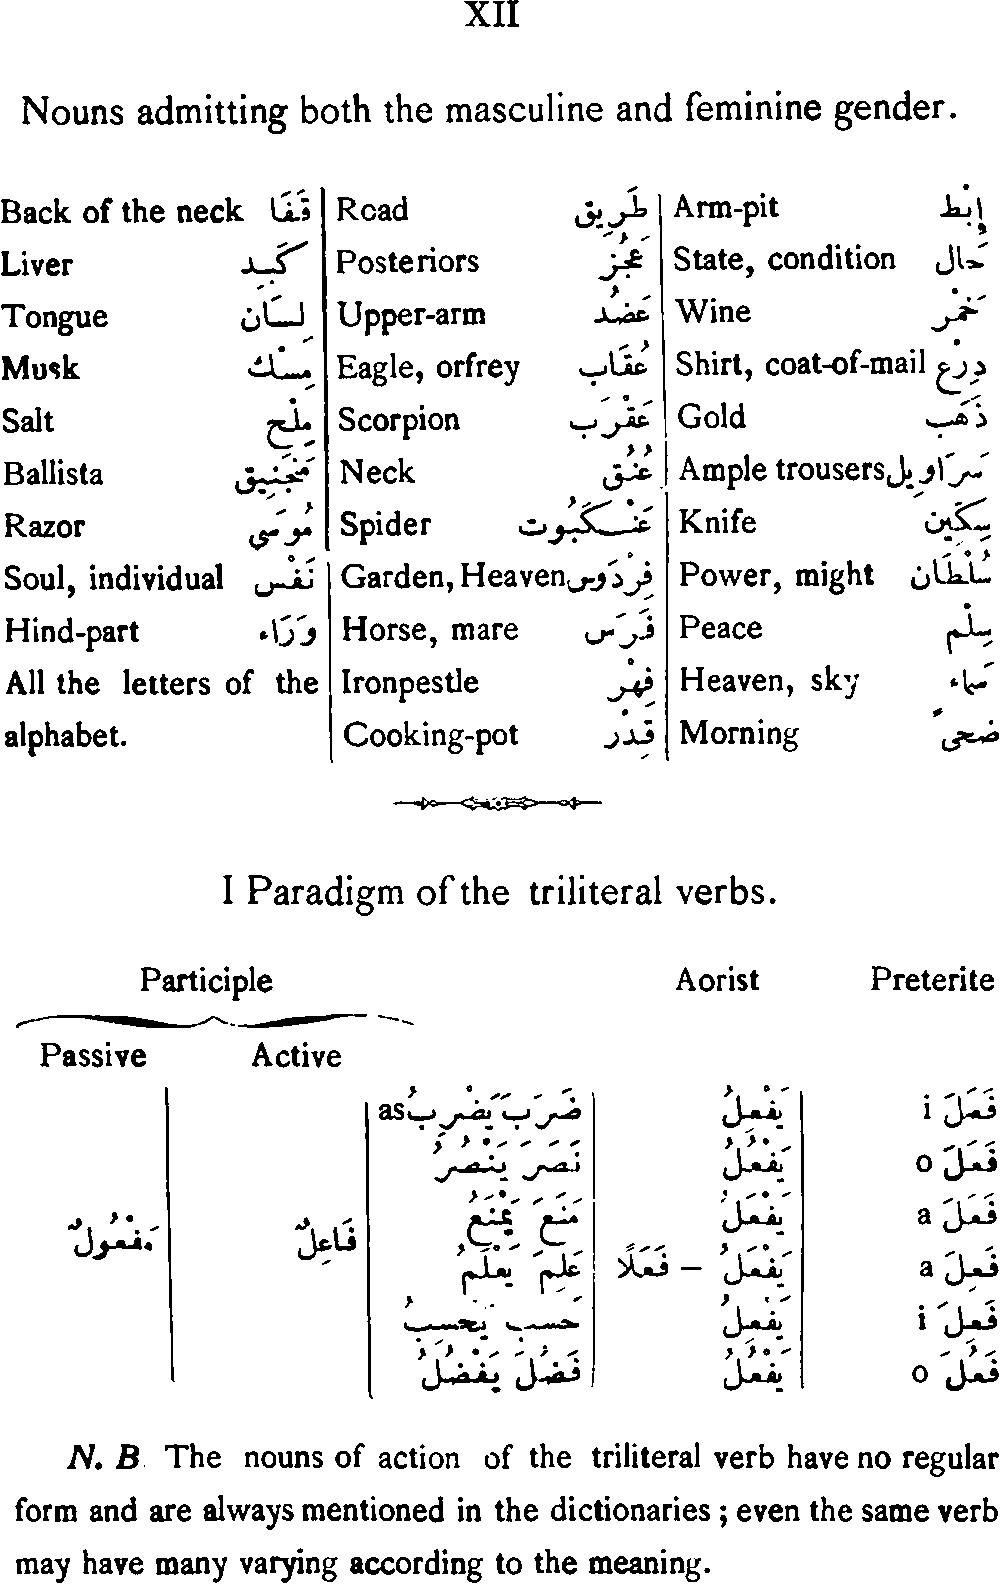 XII
Nouns admitting both the masculine and feminine gender.
Back of the neck قَفَا Road طَرِيق Arm-pit إِبْط
Liver كَبِد Posteriors عَجُز State, condition حَال
Tongue لِسَان Upper-arm عَضُد Wine خَمْر
Musk مِسْك Eagle, orfrey عُقَاب Shirt, coat-of-mail دِرْع
Salt مِلْح Scorpion عَقْرَب Gold ذَهَب
Ballista مَنْجَنِيق Neck عُنُق Ample trousers سَرَاوِيل
Razor مُوسَى Spider عَنْكَبُوت Knife سِكِّين
Soul, individual نَفْس Garden, Heaven فِرْدَوْس Power, might سُلْطَان
Hind-part وَرَاء Horse, mare فَرَس Peace سِلْم
All the letters of the Ironpestle فِهْر Heaven, sky سَمَاء
alphabet. Cooking-pot قِدْر Morning ضُحًى
I Paradigm of the triliteral verbs.
Participle Aorist Preterite
Passive Active
as ضَرَبَ يَضْرِبُ يَفْعِلُ i فَعَلَ
نَصَرَ يَنْصُرُ يَفْعُلُ o فَعَلَ
مَفْعُولٌ فَاعِلٌ مَنَعَ يَمْنَعُ يَفْعَلُ a فَعَلَ
عَلِمَ يَعْلَمُ فَعَلًا – يَفْعَلُ a فَعِلَ
حَسِبَ يَحْسِبُ يَفْعِلُ i فَعِلَ
فَضُلَ يَفْضُلُ يَفْعُلُ o فَعُلَ
N. B. The nouns of action of the triliteral verb have no regular
form and are always mentioned in the dictionaries ; even the same verb
may have many varying according to the meaning.